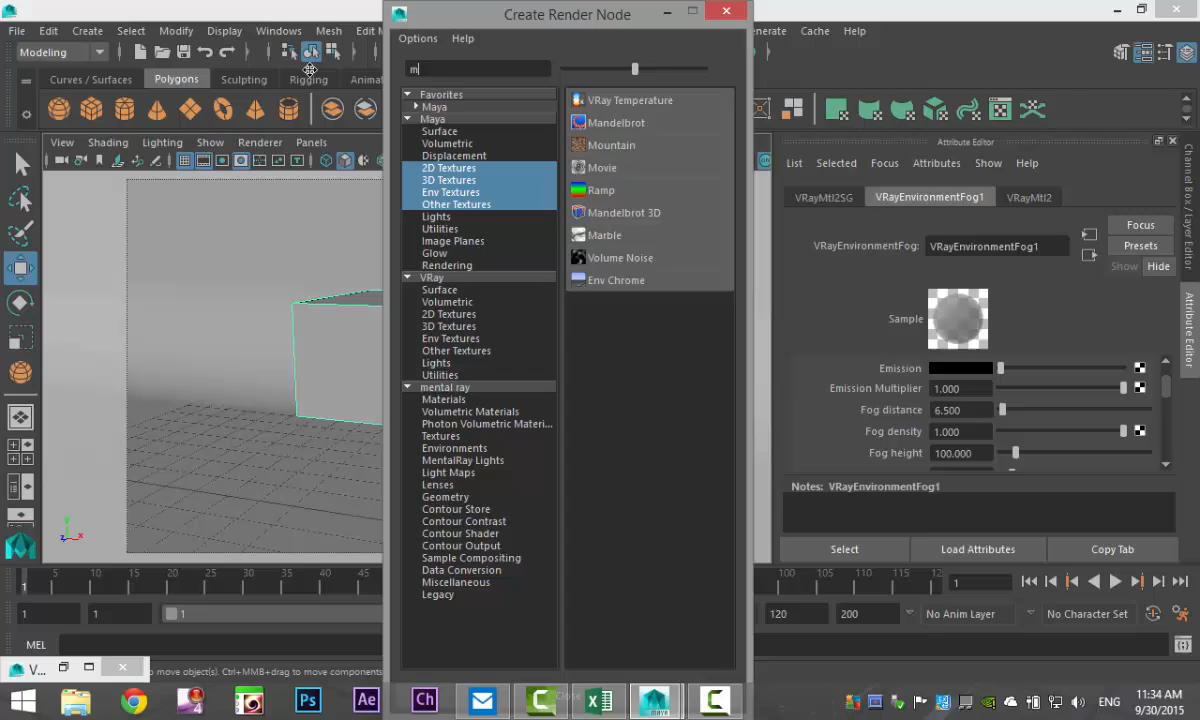 Create Render Node
File Edit Create Select Modify Display Windows Mesh Edit M
Options Help
nerate Cache Help
Modeling
m
Curves / Surfaces Polygons Sculpting Rigging Animat
Favorites
Maya
Maya
Surface
Volumetric
Displacement
2D Textures
3D Textures
Env Textures
Other Textures
Lights
Utilities
Image Planes
Glow
Rendering
VRay
Surface
Volumetric
2D Textures
3D Textures
Env Textures
Other Textures
Lights
Utilities
mental ray
Materials
Volumetric Materials
Photon Volumetric Materi...
Textures
Environments
MentalRay Lights
Light Maps
Lenses
Geometry
Contour Store
Contour Contrast
Contour Shader
Contour Output
Sample Compositing
Data Conversion
Miscellaneous
Legacy
VRay Temperature
Mandelbrot
Mountain
Movie
Ramp
Mandelbrot 3D
Marble
Volume Noise
Env Chrome
Close
View Shading Lighting Show Renderer Panels
Attribute Editor
List Selected Focus Attributes Show Help
VRayMtl2SG VRayEnvironmentFog1 VRayMtl2
VRayEnvironmentFog: VRayEnvironmentFog1
Focus
Presets
Show Hide
Sample
Emission
Emission Multiplier 1.000
Fog distance 6.500
Fog density 1.000
Fog height 100.000
Notes: VRayEnvironmentFog1
Select Load Attributes Copy Tab
Channel Box / Layer Editor
Attribute Editor
y
z x
1 5 10 15 20 25 30 35 40 45
100 105 110 115 12
1
1 1 1
120 200 No Anim Layer No Character Set
MEL
V...
to move object(s). Ctrl+MMB+drag to move components
Ps Ae Ch
4
maya
ENG
11:34 AM
9/30/2015